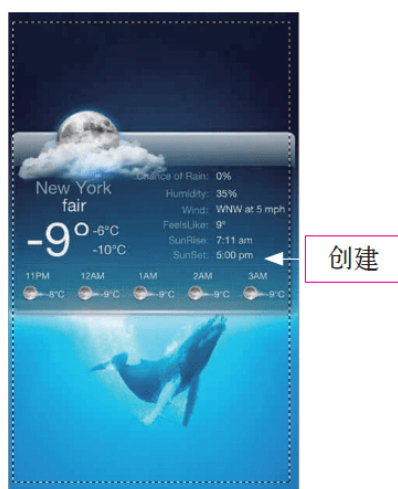 Chance of Rain: 0%
New York
Humidity: 35%
fair
Wind: WNW at 5 mph
-9° -6°C
FeelsLike: 9°
-10°C
SunRise: 7:11 am
SunSet: 5:00 pm
创建
11PM 12AM 1AM 2AM 3AM
-8°C -9°C -9°C -9°C -9°C